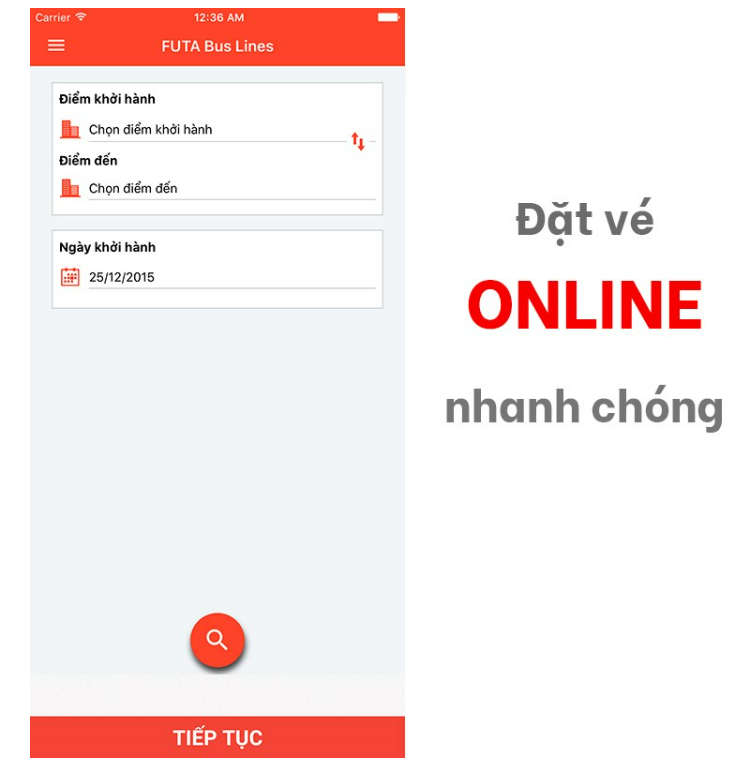 Carrier 12:36 AM
FUTA Bus Lines
Điểm khởi hành
Chọn điểm khởi hành
Điểm đến
Chọn điểm đến
Ngày khởi hành
25/12/2015
TIẾP TỤC
Đặt vé
ONLINE
nhanh chóng